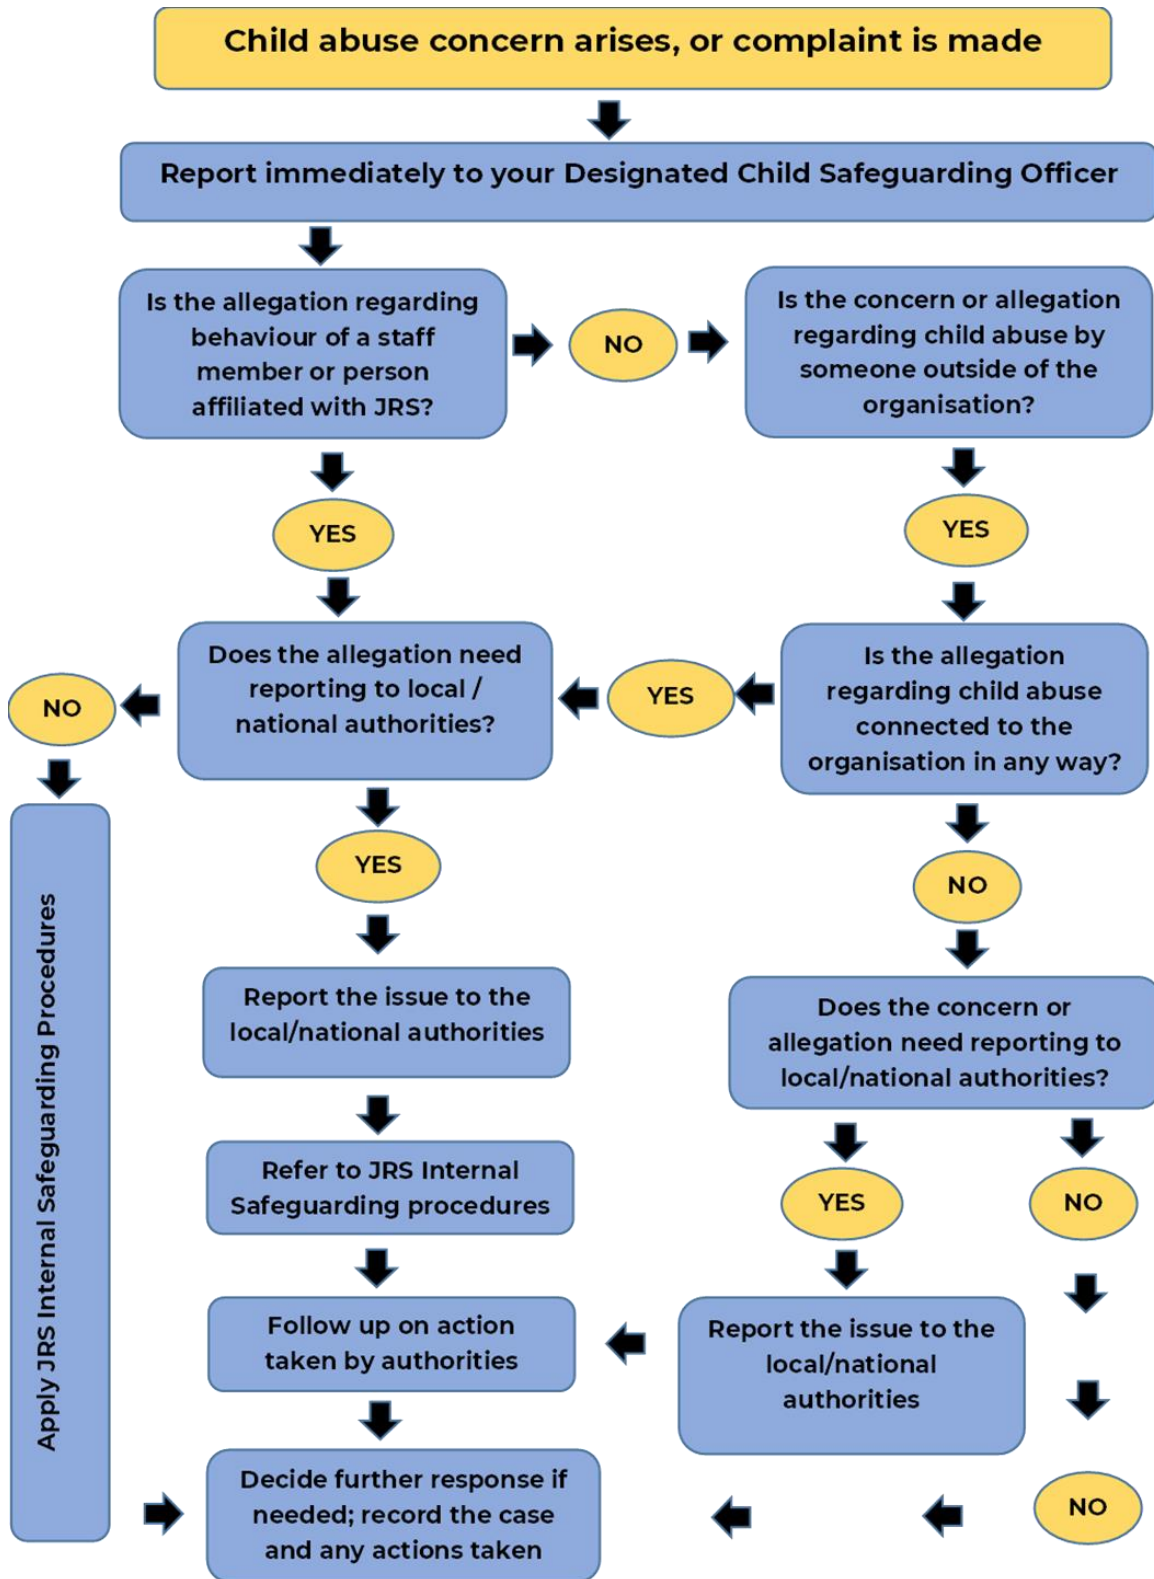 Child abuse concern arises, or complaint is made
Report immediately to your Designated Child Safeguarding Officer
Is the allegation regarding
behaviour of a staff
member or person
affiliated with JRS?
NO
Is the concern or allegation
regarding child abuse by
someone outside of the
organisation?
YES
YES
Does the allegation need
reporting to local /
national authorities?
NO
YES
Is the allegation
regarding child abuse
connected to the
organisation in any way?
YES
NO
Apply JRS Internal Safeguarding Procedures
Report the issue to the
local/national authorities
Does the concern or
allegation need reporting to
local/national authorities?
Refer to JRS Internal
Safeguarding procedures
YES
NO
Follow up on action
taken by authorities
Report the issue to the
local/national
authorities
Decide further response if
needed; record the case
and any actions taken
NO